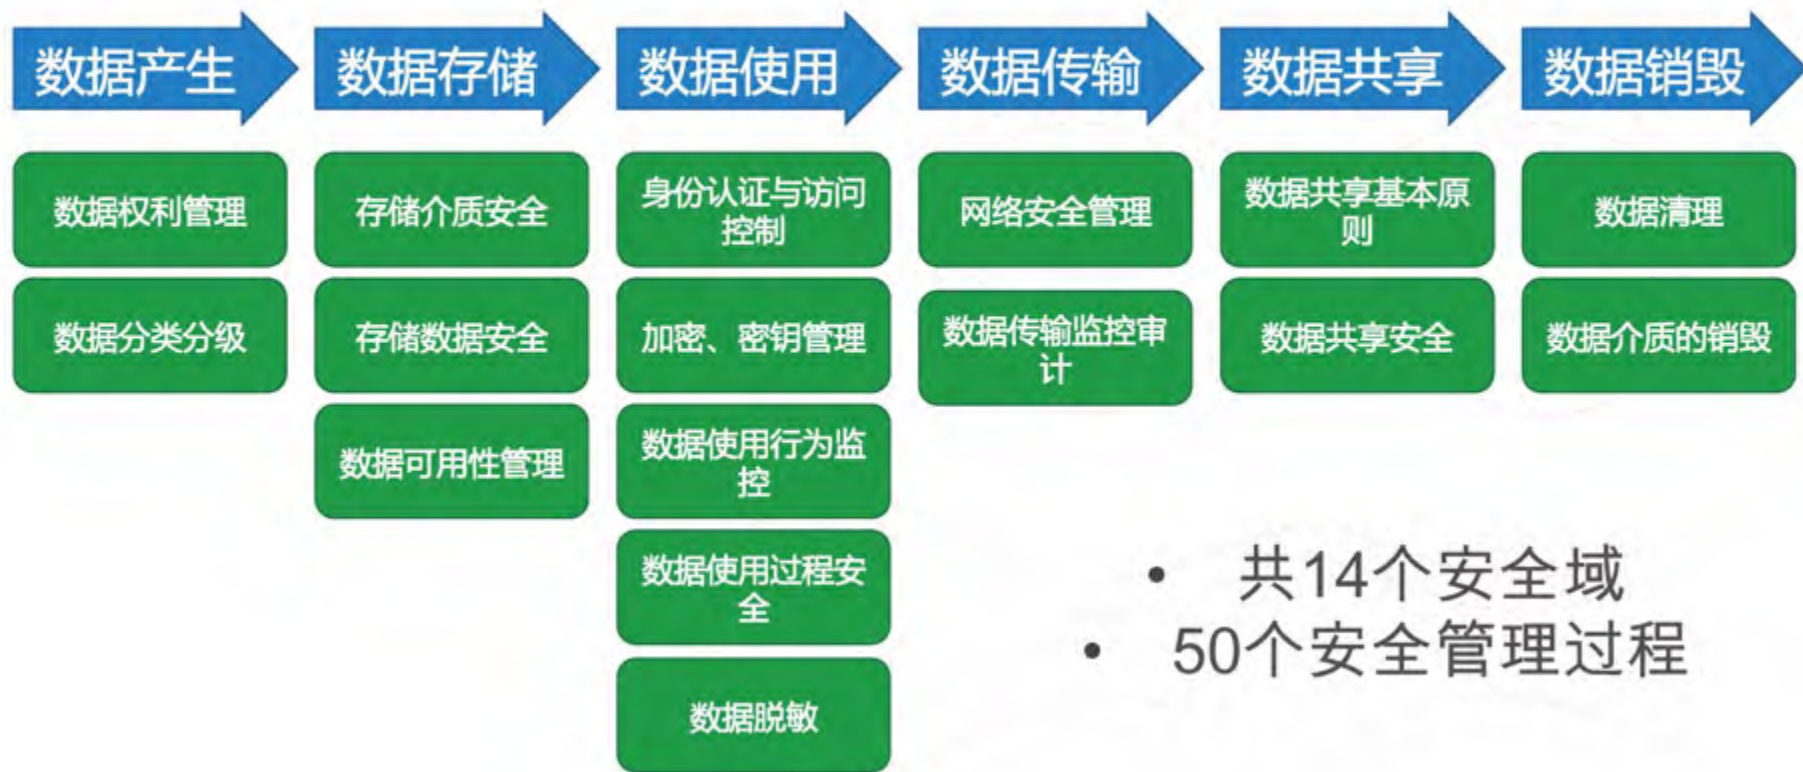 数据产生
数据存储
数据使用
数据传输
数据共享
数据销毁
数据权利管理
数据分类分级
存储介质安全
存储数据安全
数据可用性管理
身份认证与访问
控制
加密、密钥管理
数据使用行为监
控
数据使用过程安
全
数据脱敏
网络安全管理
数据传输监控审
计
数据共享基本原
则
数据共享安全
数据清理
数据介质的销毁
• 共14个安全域
• 50个安全管理过程